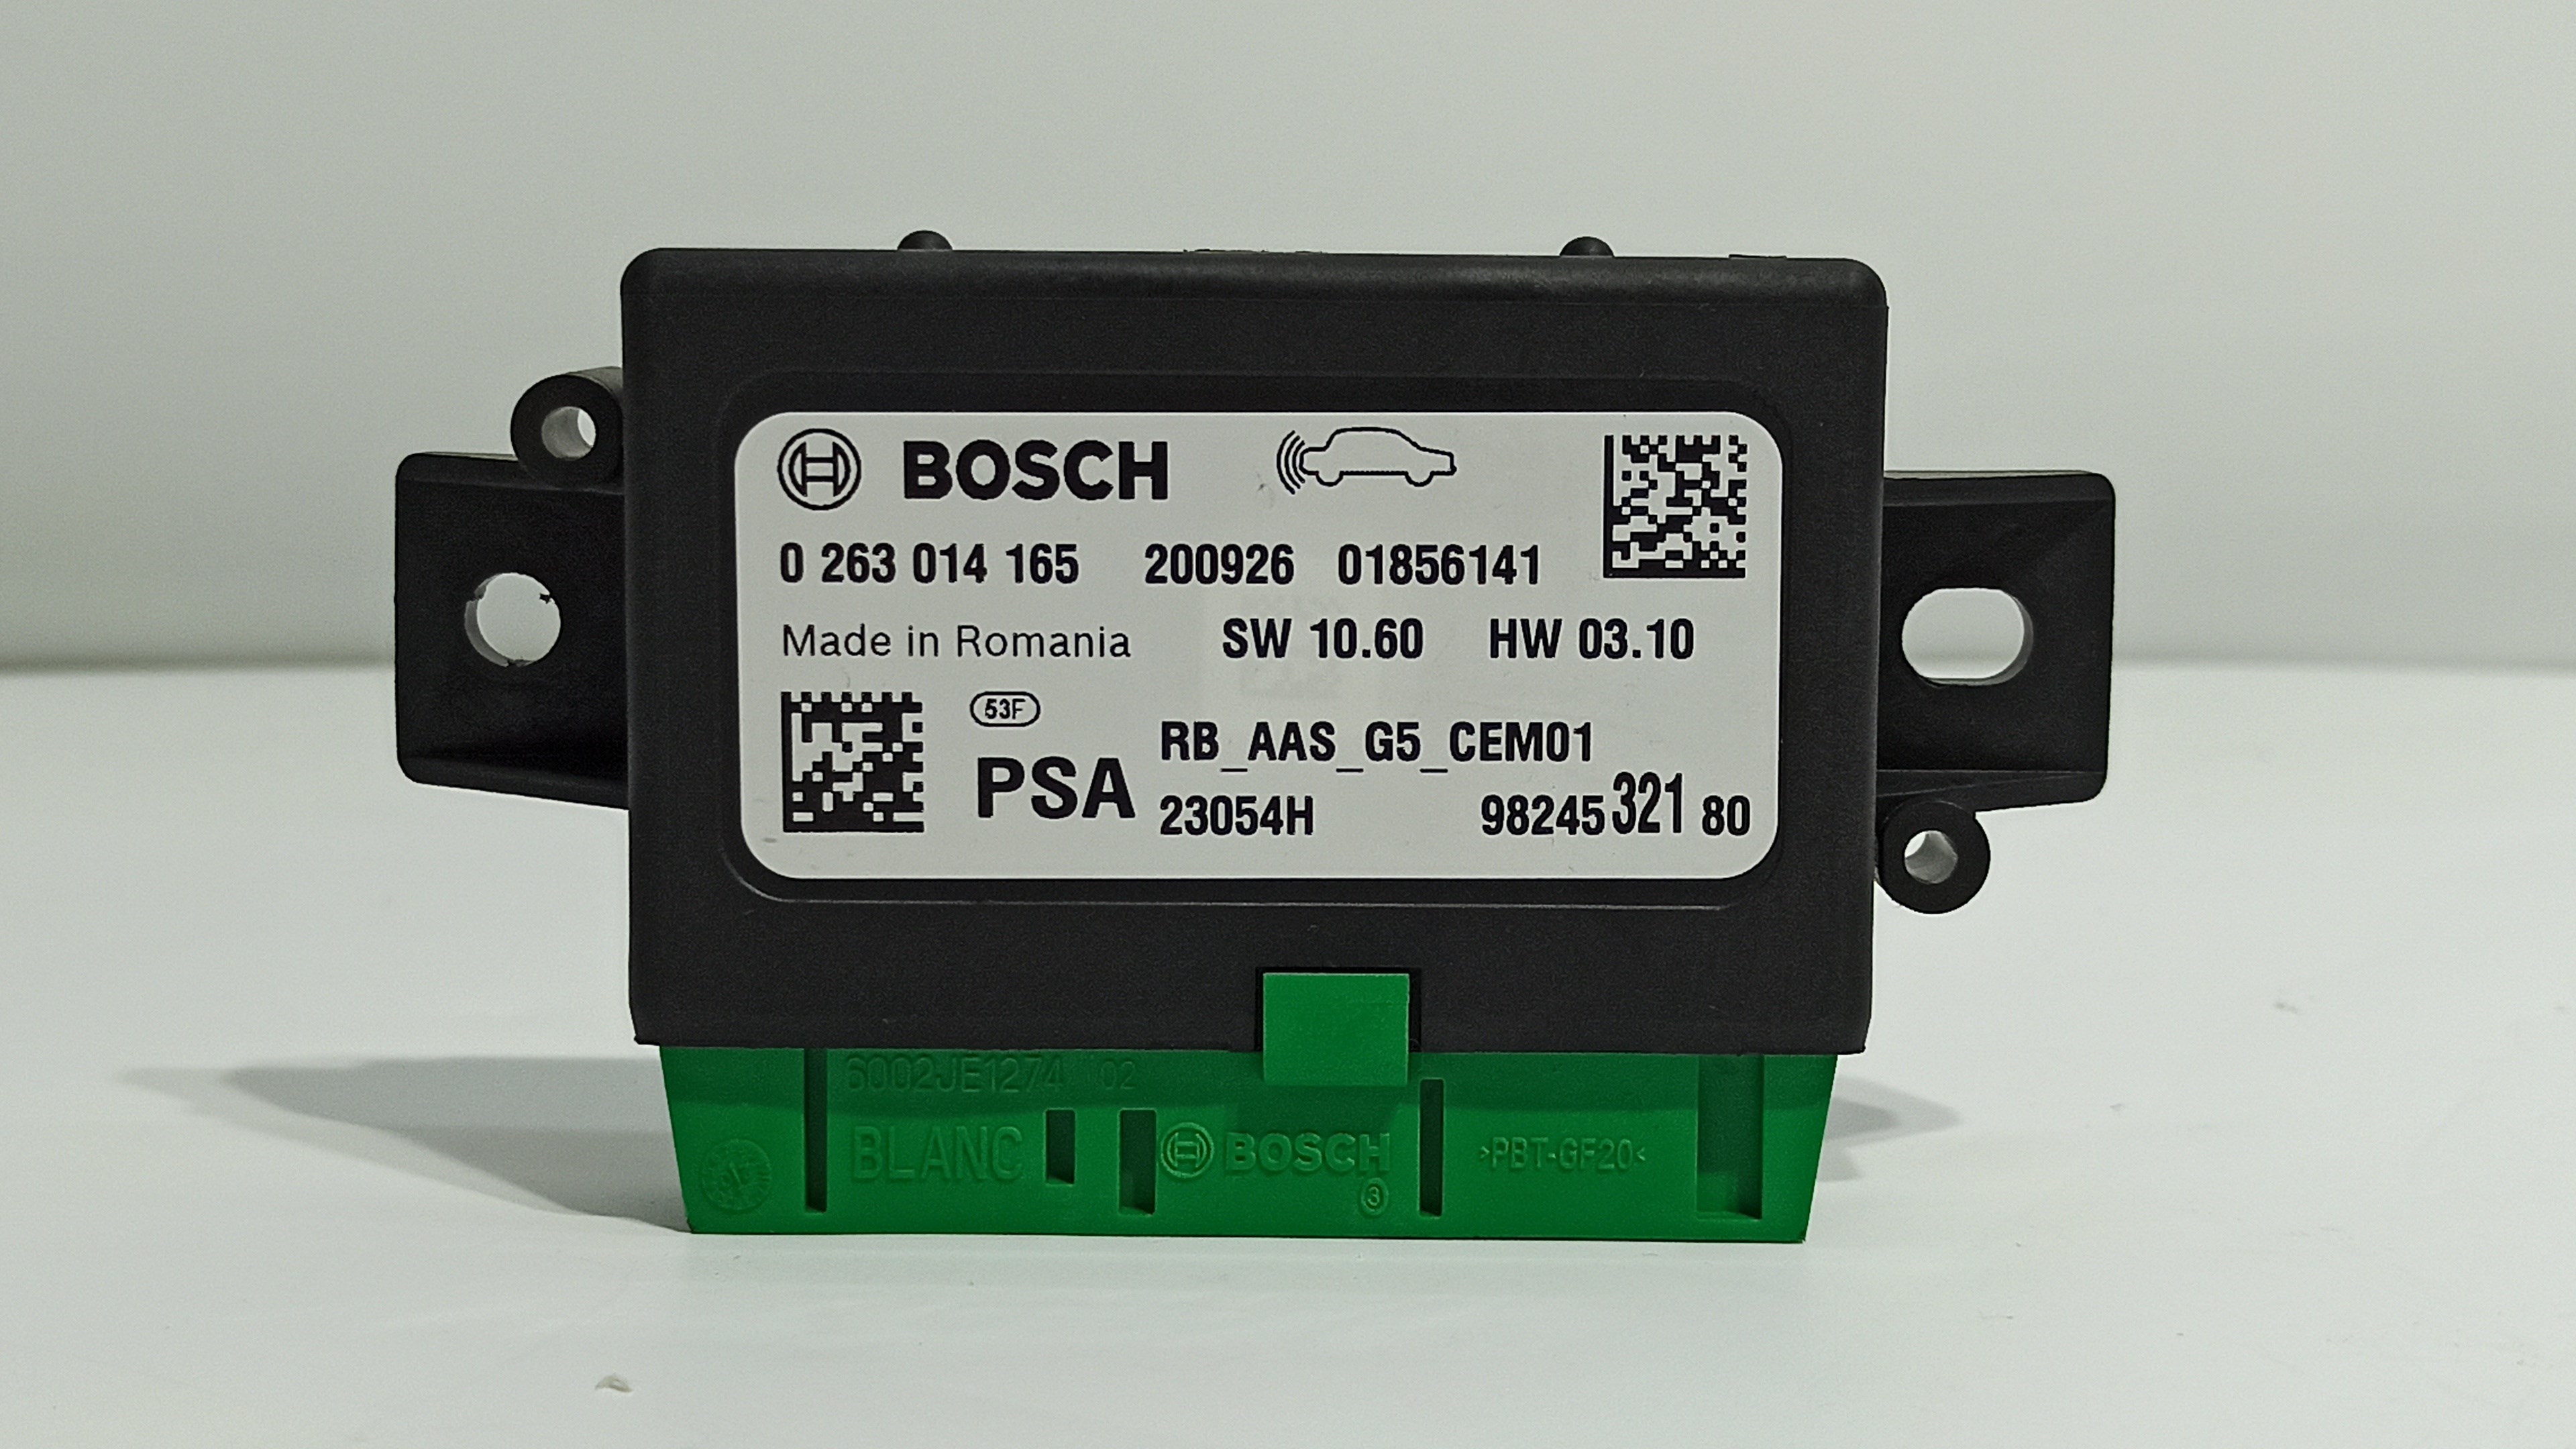 BOSCH
0 263 014 165 200926 01856141
Made in Romania SW 10.60 HW 03.10
53F
PSA RB_AAS_G5_CEM01
23054H 98245 321 80
6002JE1274 02
BLANC BOSCH >PBT-GF20<
3